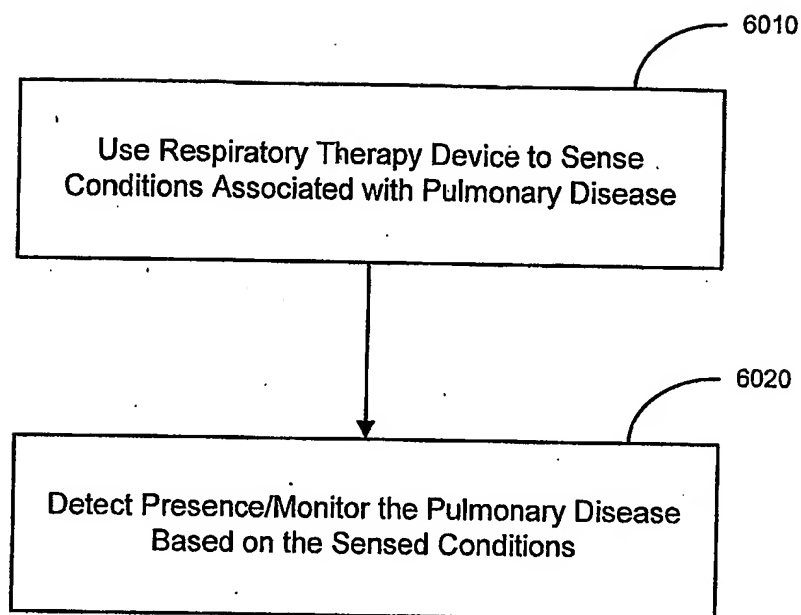 6010
Use Respiratory Therapy Device to Sense
Conditions Associated with Pulmonary Disease
6020
Detect Presence/Monitor the Pulmonary Disease
Based on the Sensed Conditions